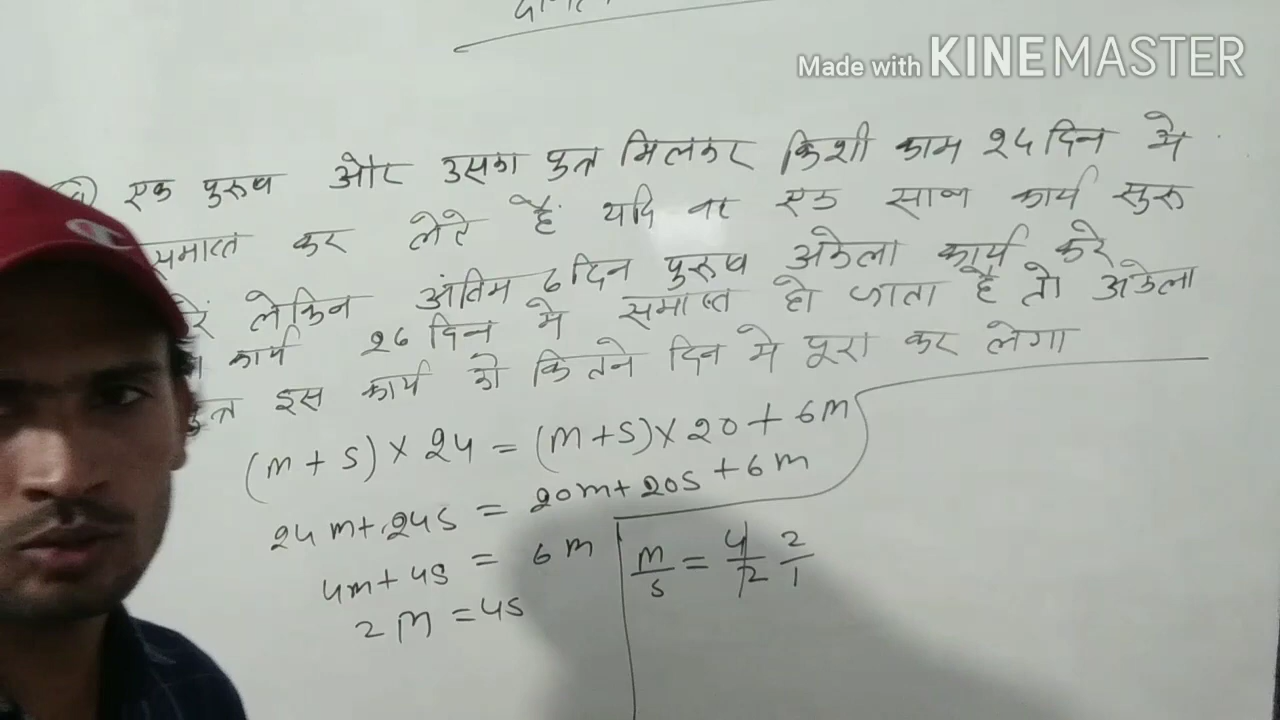 Made with KINEMASTER
एक पुरुष और उसका पुत्र मिलकर किशी काम 24 दिन मे
समाप्त कर लेते हैं यदि वह एक साथ कार्य सुरु
लेकिन अंतिम 6 दिन पुरुष अकेला कार्य करे
कार्य 26 दिन मे समाप्त हो जाता है तो अकेला
इस कार्य को कितने दिन मे पूरा कर लेगा
(m + s) × 24 = (m + s) × 20 + 6m
24m + 24s = 20m + 20s + 6m
4m + 4s = 6m
2m = 4s
m/s = 4/2 2/1